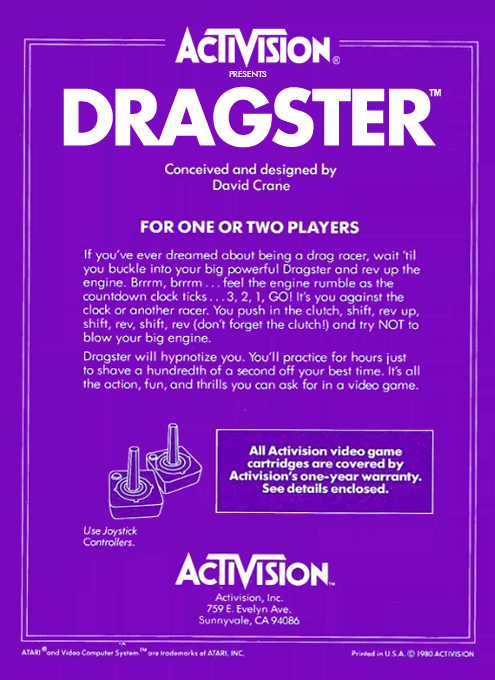 ACTIVISION®
PRESENTS
DRAGSTER™
Conceived and designed by
David Crane
FOR ONE OR TWO PLAYERS
If you've ever dreamed about being a drag racer, wait 'til
you buckle into your big powerful Dragster and rev up the
engine. Brrrm, brrrm . . . feel the engine rumble as the
countdown clock ticks . . . 3, 2, 1, GO! It's you against the
clock or another racer. You push in the clutch, shift, rev up,
shift, rev, shift, rev (don't forget the clutch!) and try NOT to
blow your big engine.
Dragster will hypnotize you. You'll practice for hours just
to shave a hundredth of a second off your best time. It's all
the action, fun, and thrills you can ask for in a video game.
All Activision video game
cartridges are covered by
Activision's one-year warranty.
See details enclosed.
Use Joystick
Controllers.
ACTIVISION™
Activision, Inc.
759 E. Evelyn Ave.
Sunnyvale, CA 94086
ATARI® and Video Computer System™ are trademarks of ATARI, INC.
Printed in U.S.A. © 1980 ACTIVISION